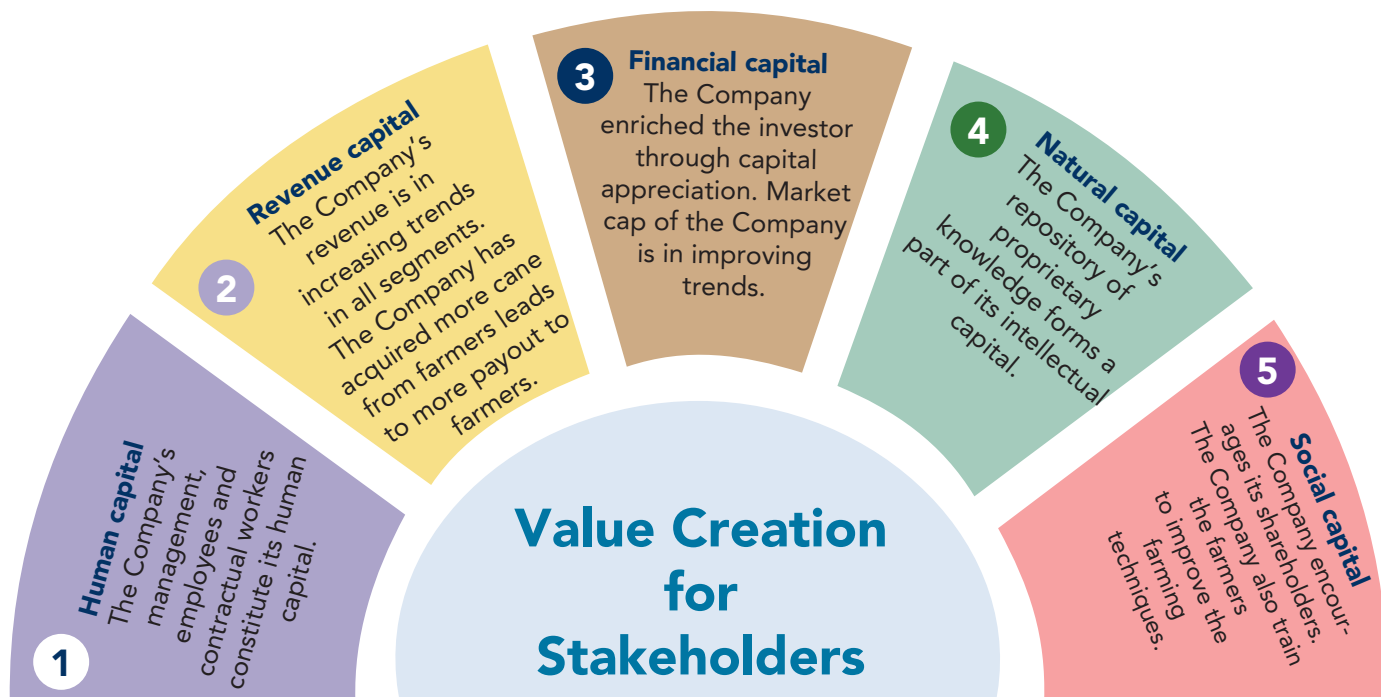 1
Human capital
The Company's
management,
employees and
contractual workers
constitute its human
capital.
2
Revenue capital
The Company's
revenue is in
increasing trends
in all segments.
The Company has
acquired more cane
from farmers leads
to more payout to
farmers.
3
Financial capital
The Company
enriched the investor
through capital
appreciation. Market
cap of the Company
is in improving
trends.
4
Natural capital
The Company's
repository of
proprietary
knowledge forms a
part of its intellectual
capital.
5
Social capital
The Company encour-
ages its shareholders.
The Company also train
the farmers
to improve the
farming
techniques.
Value Creation
for
Stakeholders